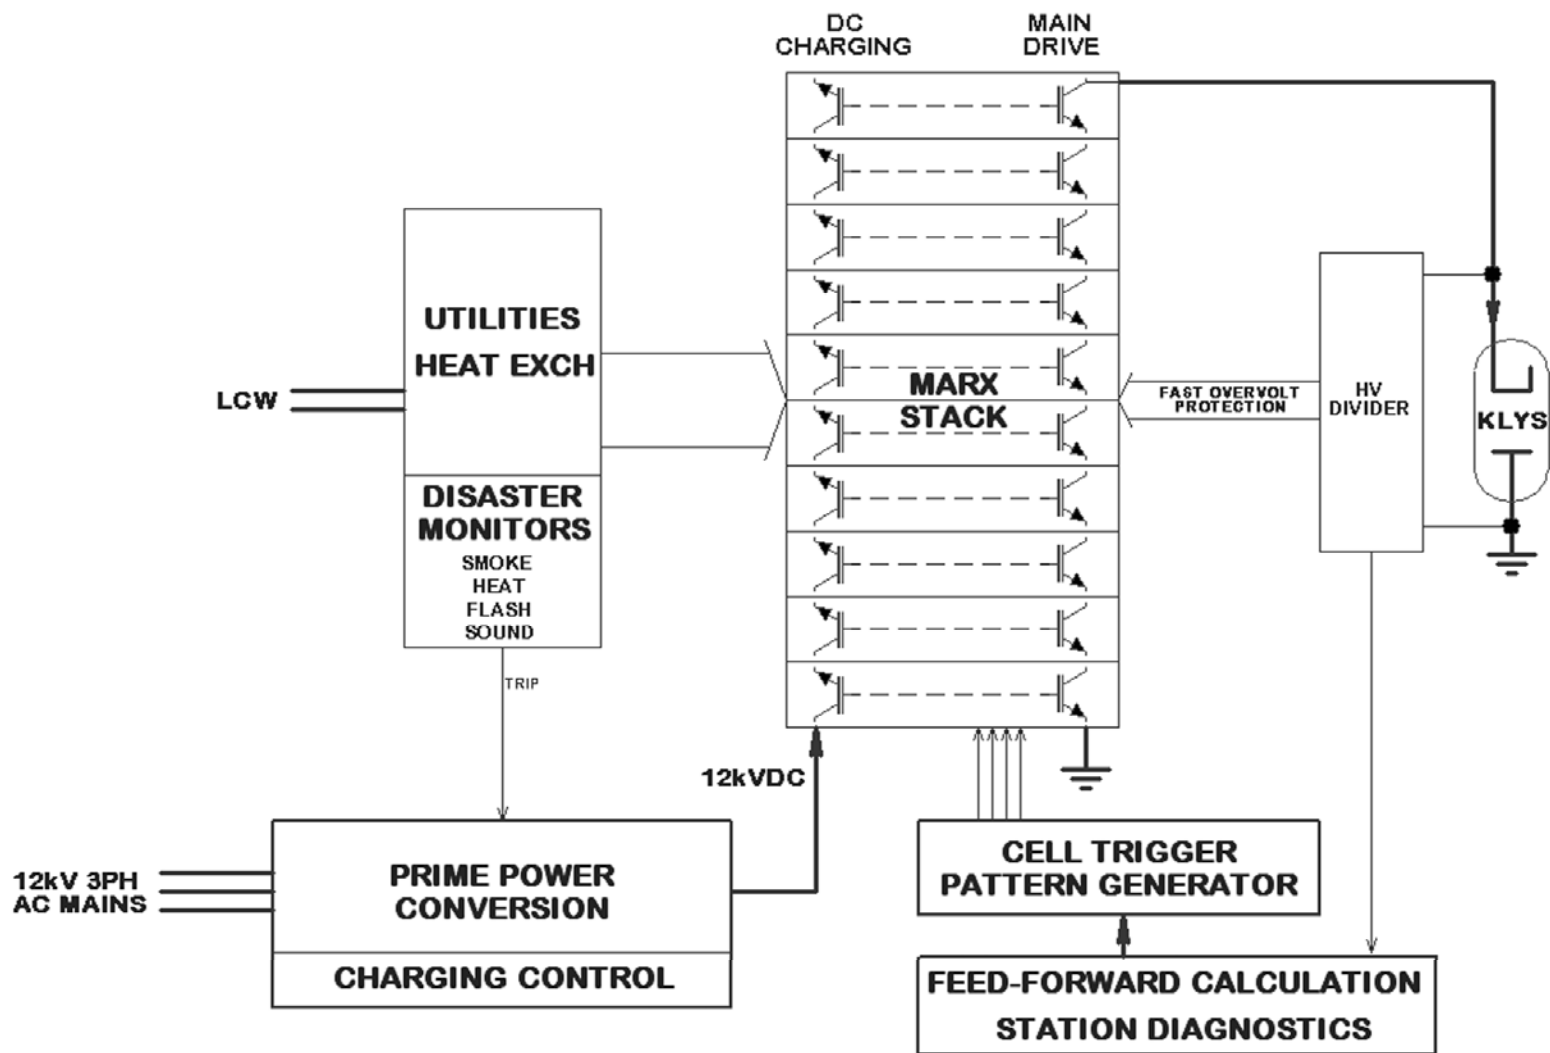 DC
CHARGING
MAIN
DRIVE
UTILITIES
HEAT EXCH
LCW
DISASTER
MONITORS
SMOKE
HEAT
FLASH
SOUND
TRIP
MARX
STACK
FAST OVERVOLT
PROTECTION
HV
DIVIDER
KLYS
12kVDC
12kV 3PH
AC MAINS
PRIME POWER
CONVERSION
CHARGING CONTROL
CELL TRIGGER
PATTERN GENERATOR
FEED-FORWARD CALCULATION
STATION DIAGNOSTICS